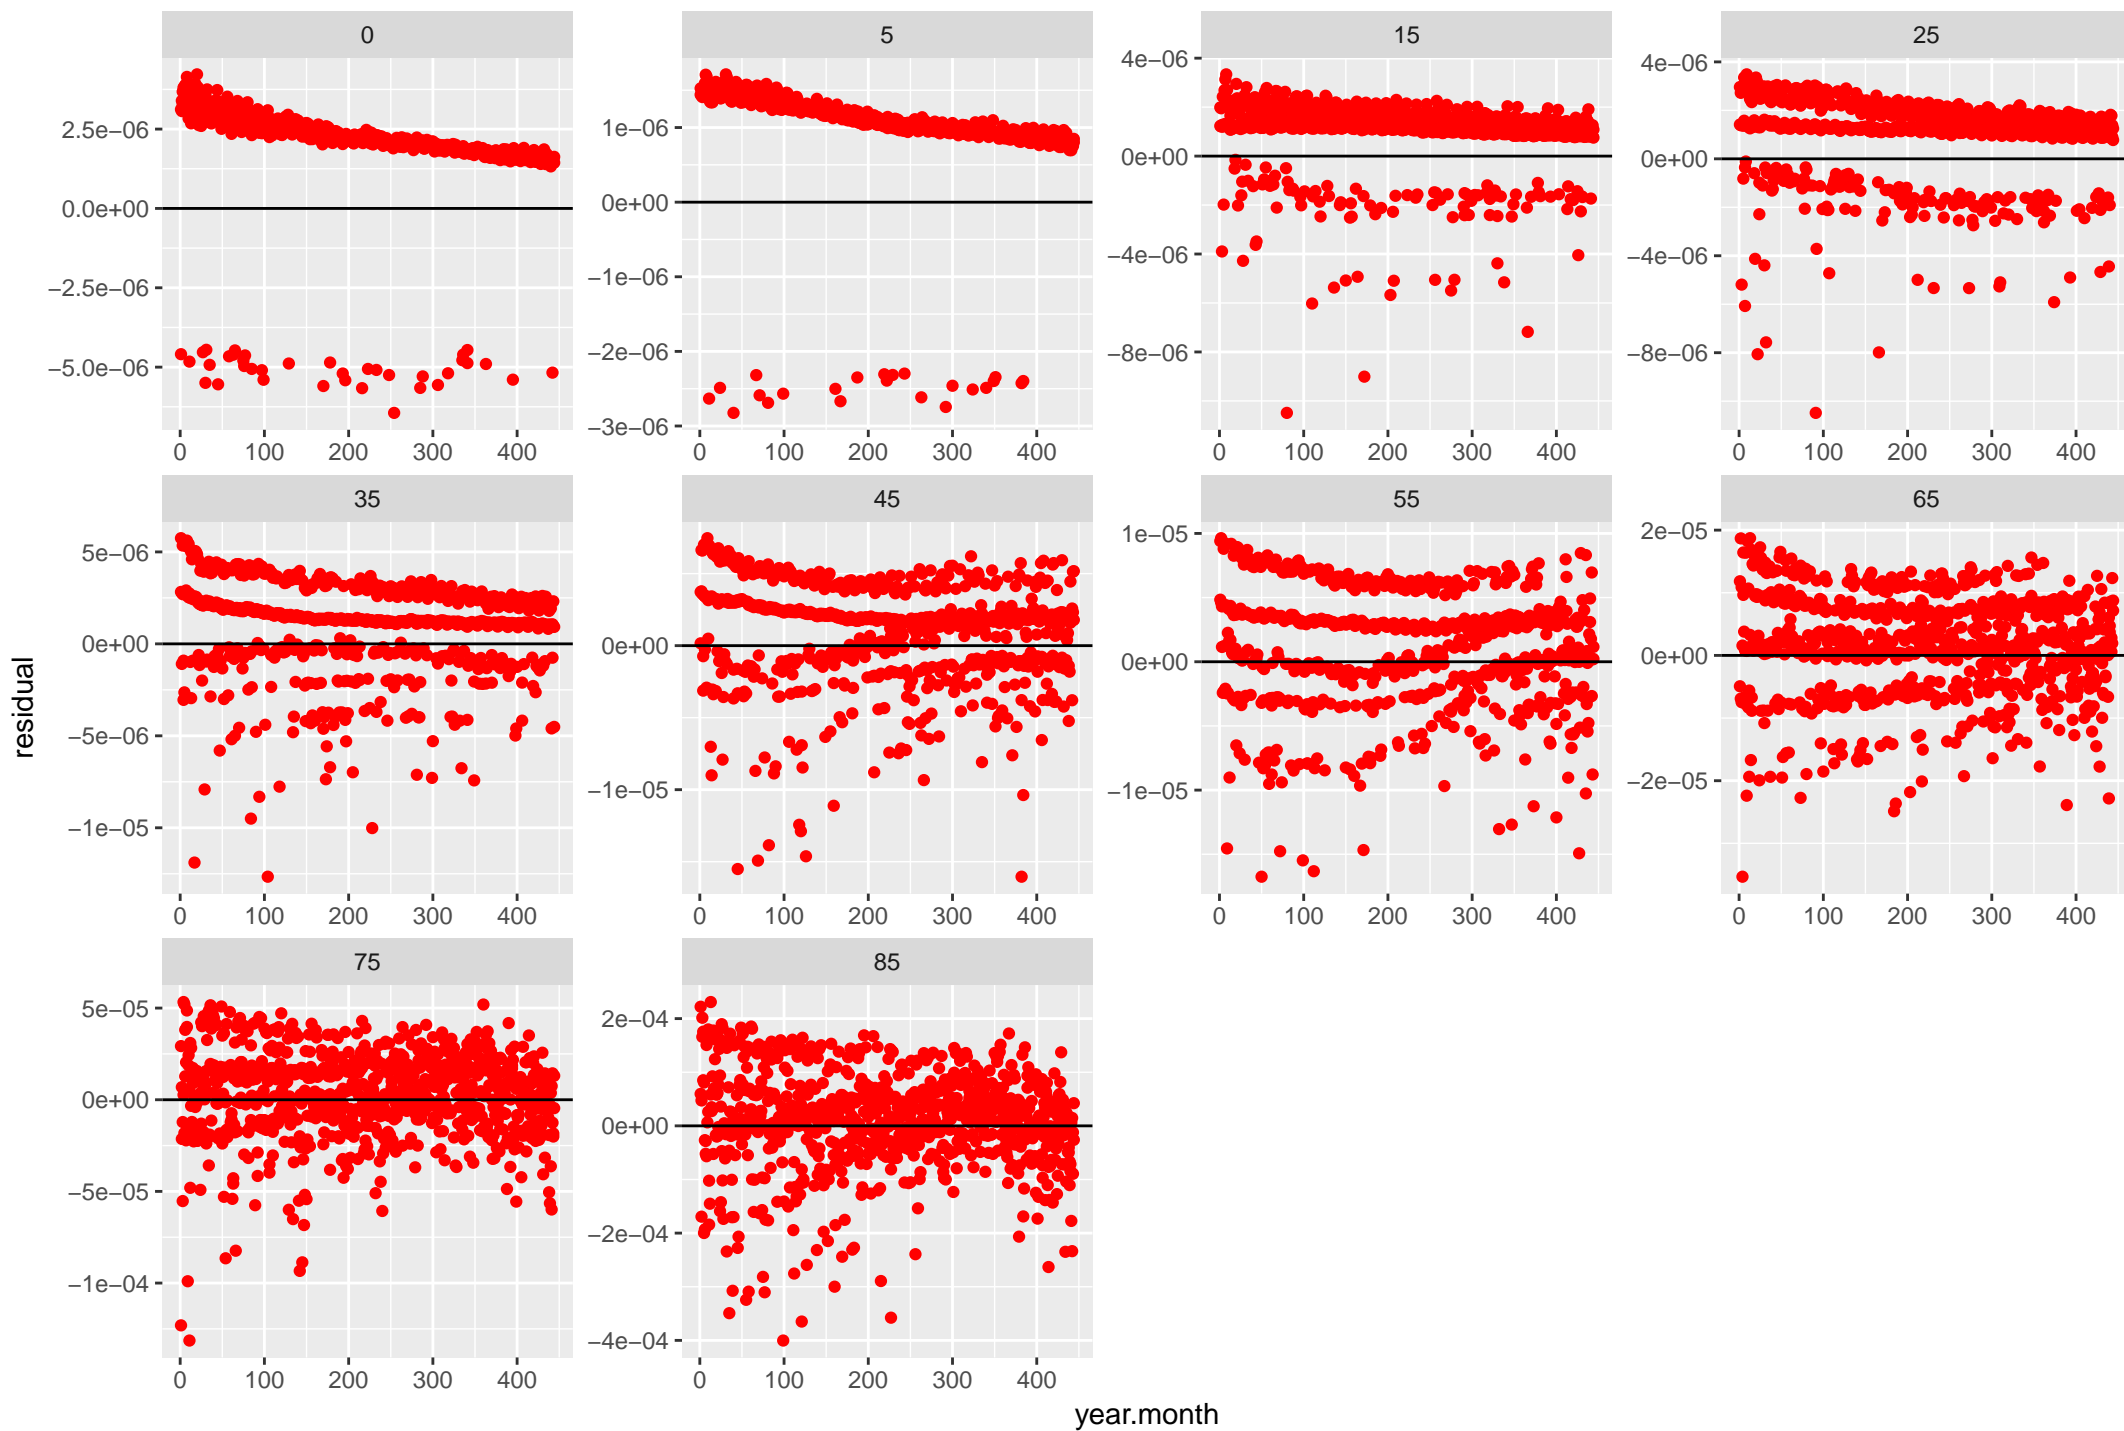 0 5 15 25
2.5e−06
0.0e+00
−2.5e−06
−5.0e−06
1e−06
0e+00
−1e−06
−2e−06
−3e−06
4e−06
0e+00
−4e−06
−8e−06
4e−06
0e+00
−4e−06
−8e−06
0 100 200 300 400 0 100 200 300 400 0 100 200 300 400 0 100 200 300 400
35 45 55 65
5e−06
0e+00
−5e−06
−1e−05
0e+00
−1e−05
1e−05
0e+00
−1e−05
2e−05
0e+00
−2e−05
0 100 200 300 400 0 100 200 300 400 0 100 200 300 400 0 100 200 300 400
75 85
5e−05
0e+00
−5e−05
−1e−04
2e−04
0e+00
−2e−04
−4e−04
0 100 200 300 400 0 100 200 300 400
residual
year.month